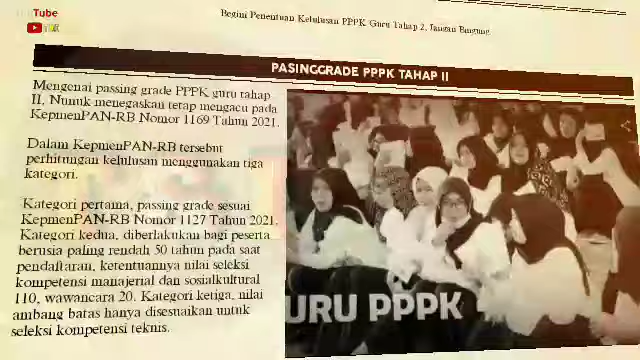 Tube
Begini Penentuan Kelulusan PPPK Guru Tahap 2, Jangan Bingung
PASINGGRADE PPPK TAHAP II
Mengenai passing grade PPPK guru tahap
II, Nunuk menegaskan tetap mengacu pada
KepmenPAN-RB Nomor 1169 Tahun 2021.
Dalam KepmenPAN-RB tersebut
perhitungan kelulusan menggunakan tiga
kategori.
Kategori pertama, passing grade sesuai
KepmenPAN-RB Nomor 1127 Tahun 2021.
Kategori kedua, diberlakukan bagi peserta
berusia paling rendah 50 tahun pada saat
pendaftaran, ketentuannya nilai seleksi
kompetensi manajerial dan sosialkultural
110, wawancara 20. Kategori ketiga, nilai
ambang batas hanya disesuaikan untuk
seleksi kompetensi teknis.
URU PPPK